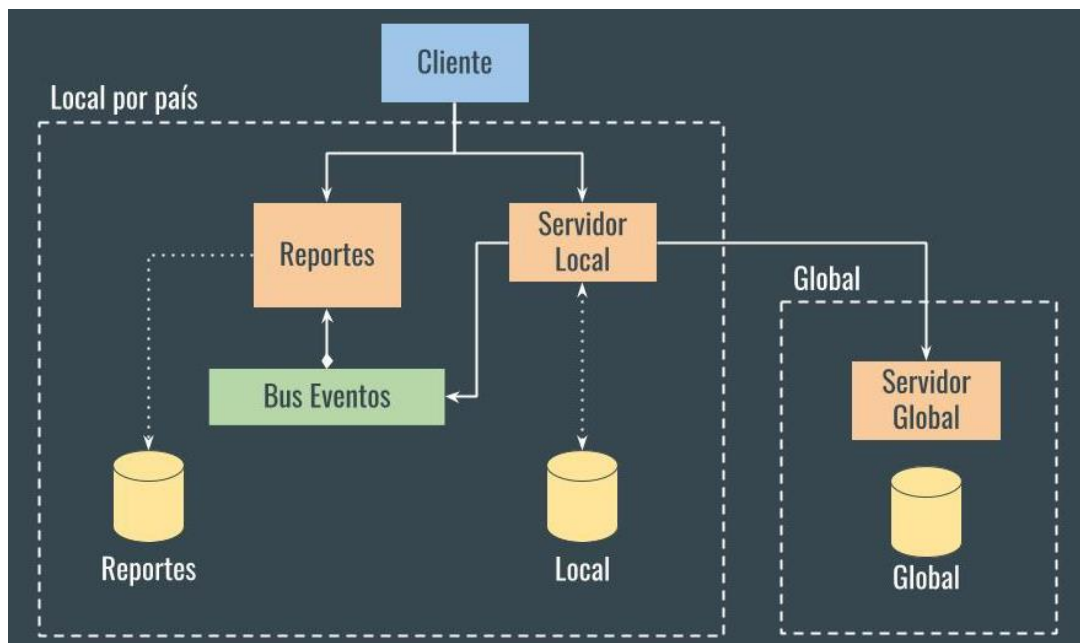 Cliente
Local por país
Reportes
Servidor
Local
Global
Bus Eventos
Servidor
Global
Reportes
Local
Global